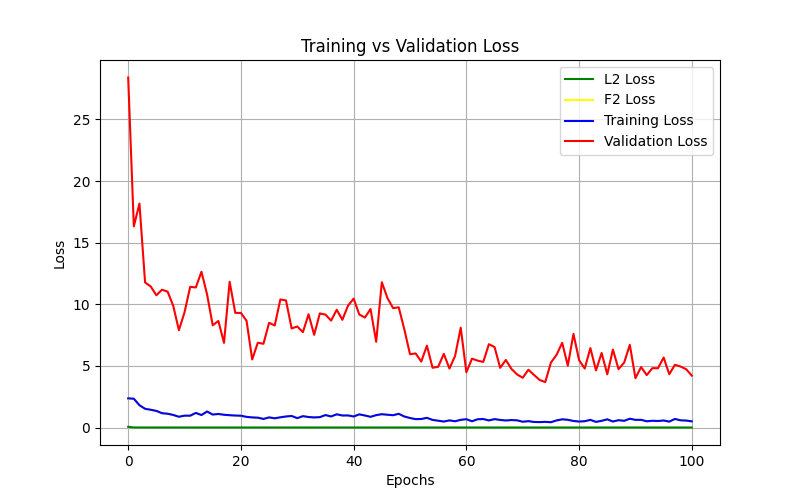 Training vs Validation Loss
L2 Loss
F2 Loss
Training Loss
Validation Loss
Loss
25
20
15
10
5
0
0 20 40 60 80 100
Epochs